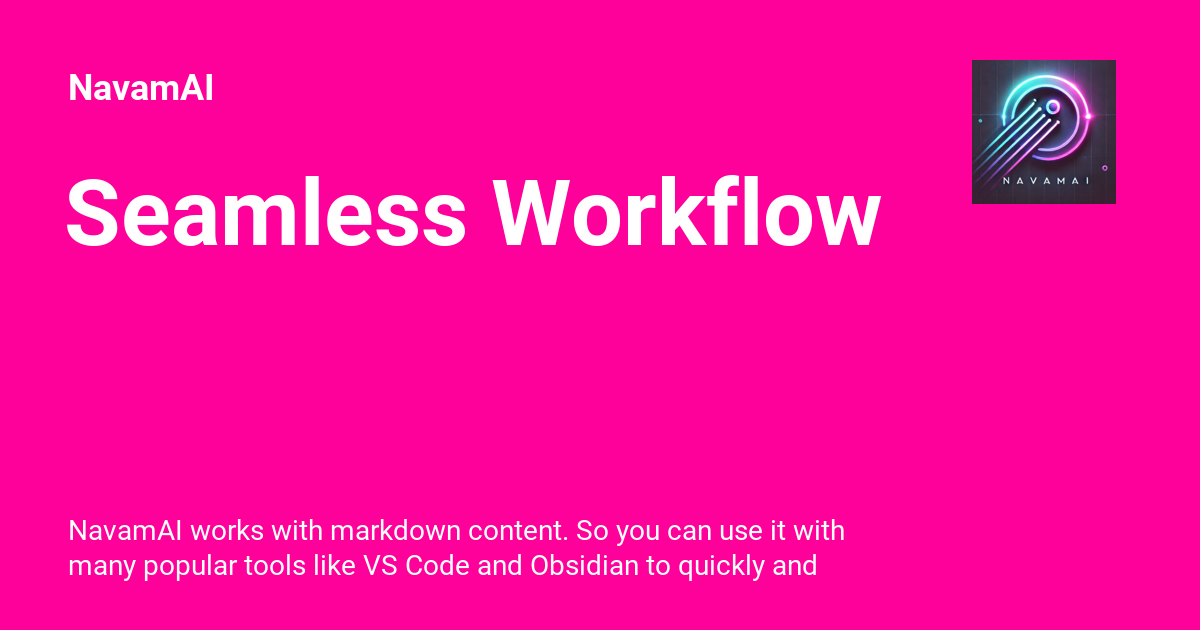 NavamAI
NAVAMAI
Seamless Workflow
NavamAI works with markdown content. So you can use it with
many popular tools like VS Code and Obsidian to quickly and